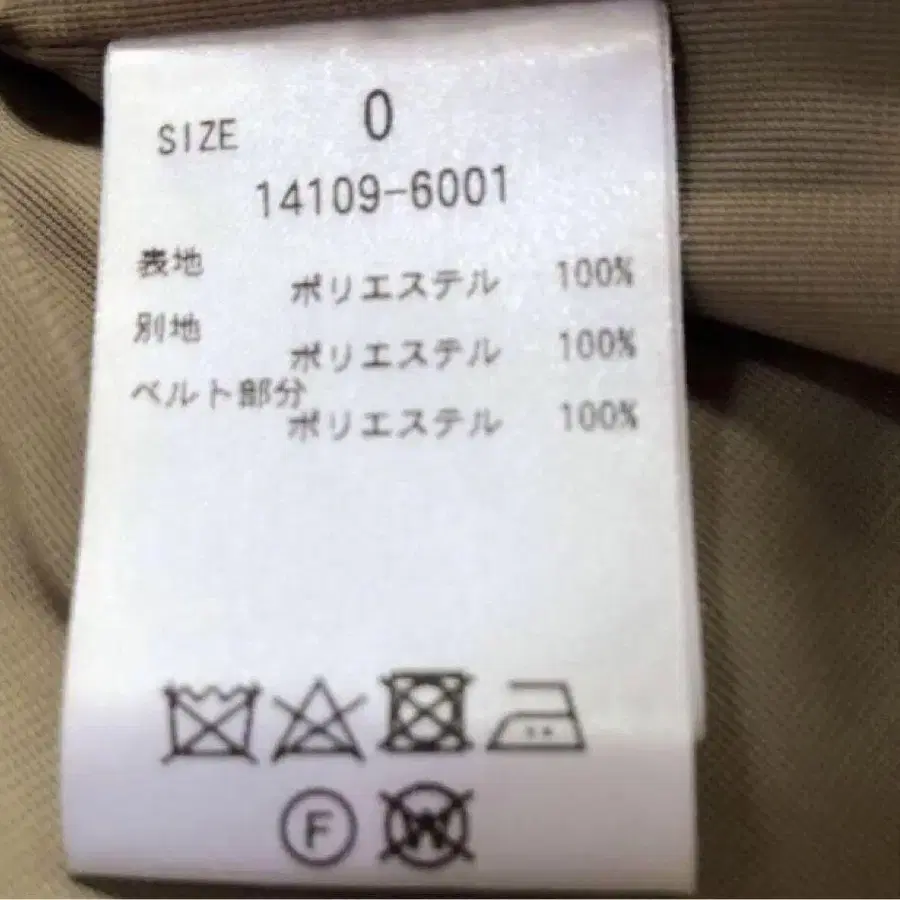 SIZE 0
14109-6001
表地
ポリエステル 100%
別地
ポリエステル 100%
ベルト部分
ポリエステル 100%
F W